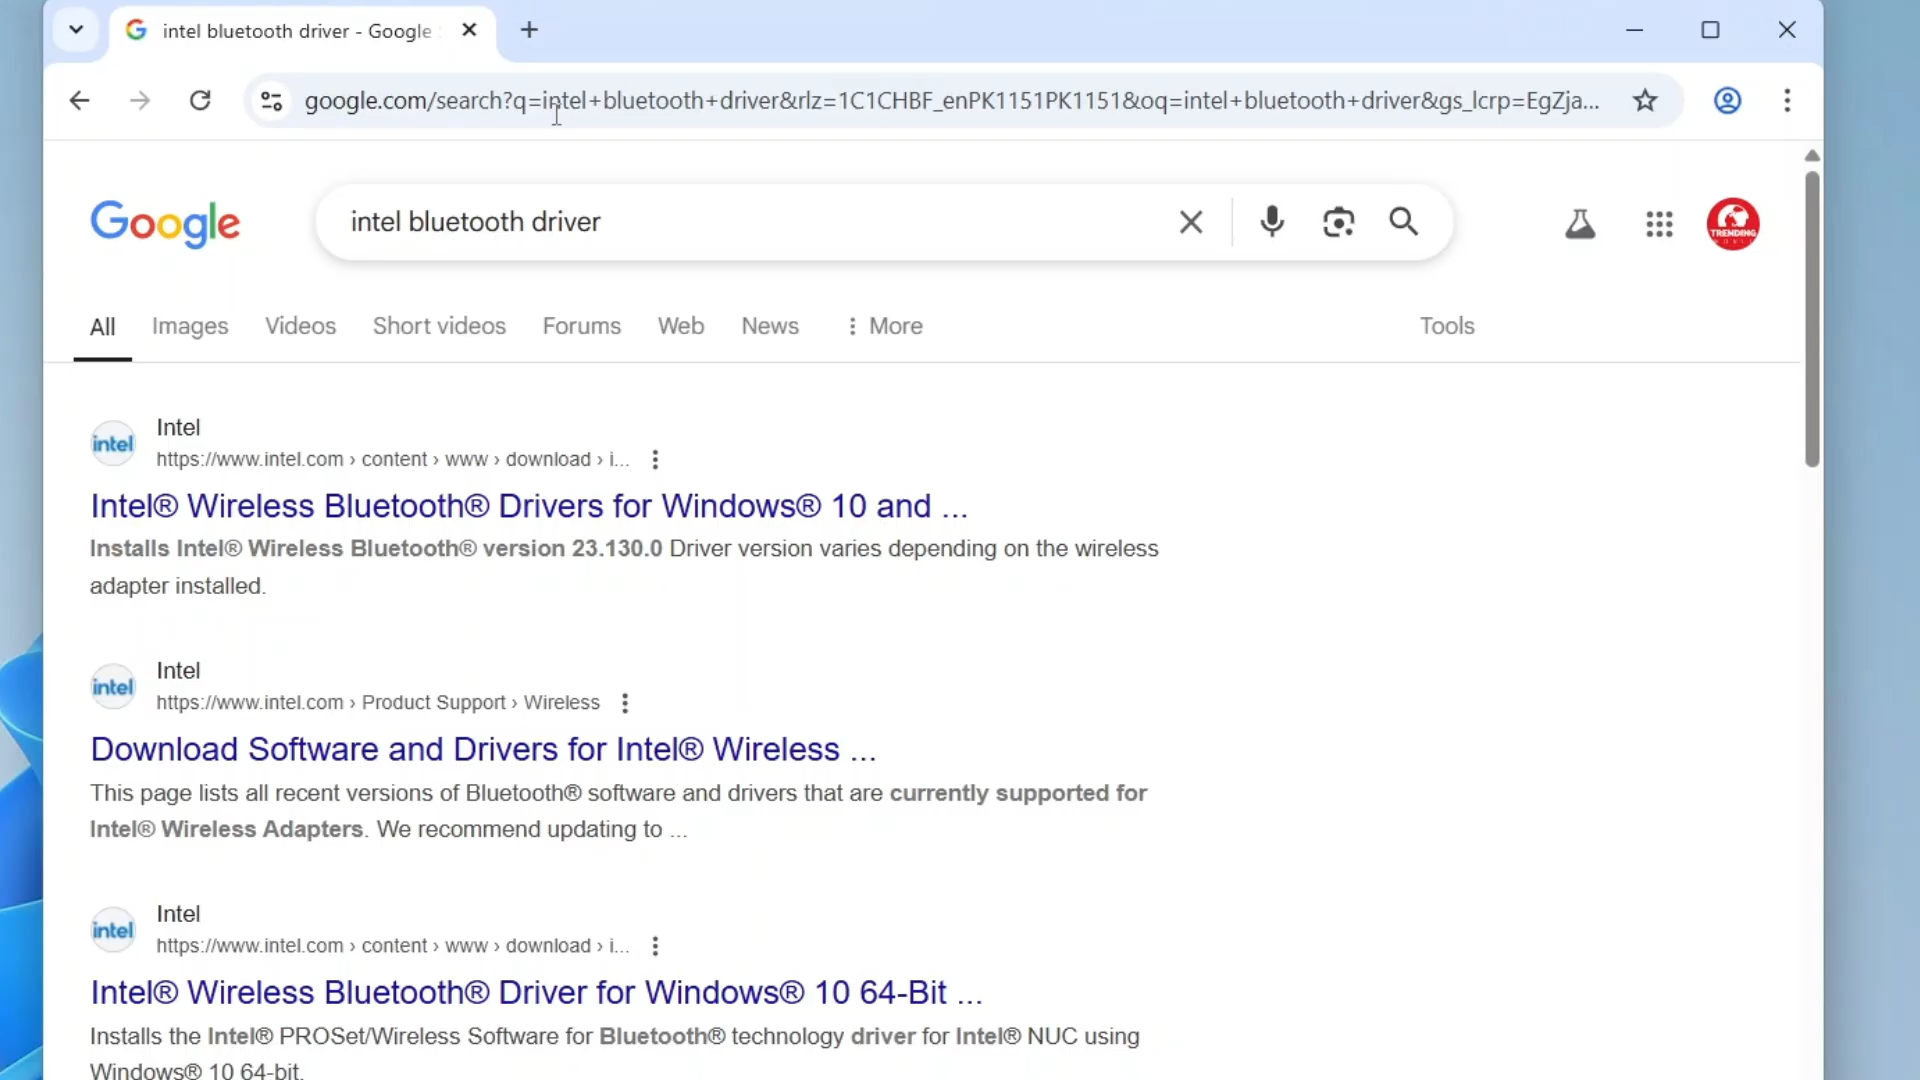 intel bluetooth driver - Google
google.com/search?q=intel+bluetooth+driver&rlz=1C1CHBF_enPK1151PK1151&oq=intel+bluetooth+driver&gs_lcrp=EgZja...
Google
intel bluetooth driver
TRENDING
All Images Videos Short videos Forums Web News More Tools
intel
Intel
https://www.intel.com › content › www › download › i...
Intel® Wireless Bluetooth® Drivers for Windows® 10 and ...
Installs Intel® Wireless Bluetooth® version 23.130.0 Driver version varies depending on the wireless
adapter installed.
intel
Intel
https://www.intel.com › Product Support › Wireless
Download Software and Drivers for Intel® Wireless ...
This page lists all recent versions of Bluetooth® software and drivers that are currently supported for
Intel® Wireless Adapters. We recommend updating to ...
intel
Intel
https://www.intel.com › content › www › download › i...
Intel® Wireless Bluetooth® Driver for Windows® 10 64-Bit ...
Installs the Intel® PROSet/Wireless Software for Bluetooth® technology driver for Intel® NUC using
Windows® 10 64-bit.